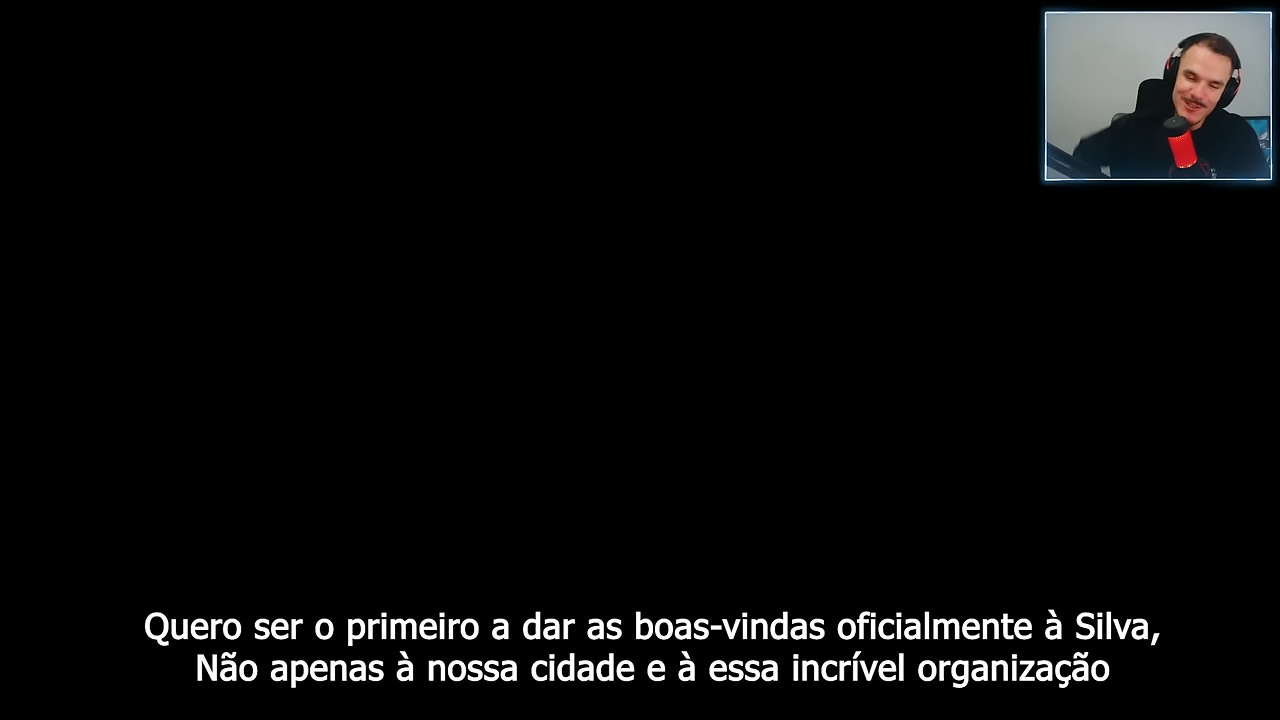 Quero ser o primeiro a dar as boas-vindas oficialmente à Silva,
Não apenas à nossa cidade e à essa incrível organização